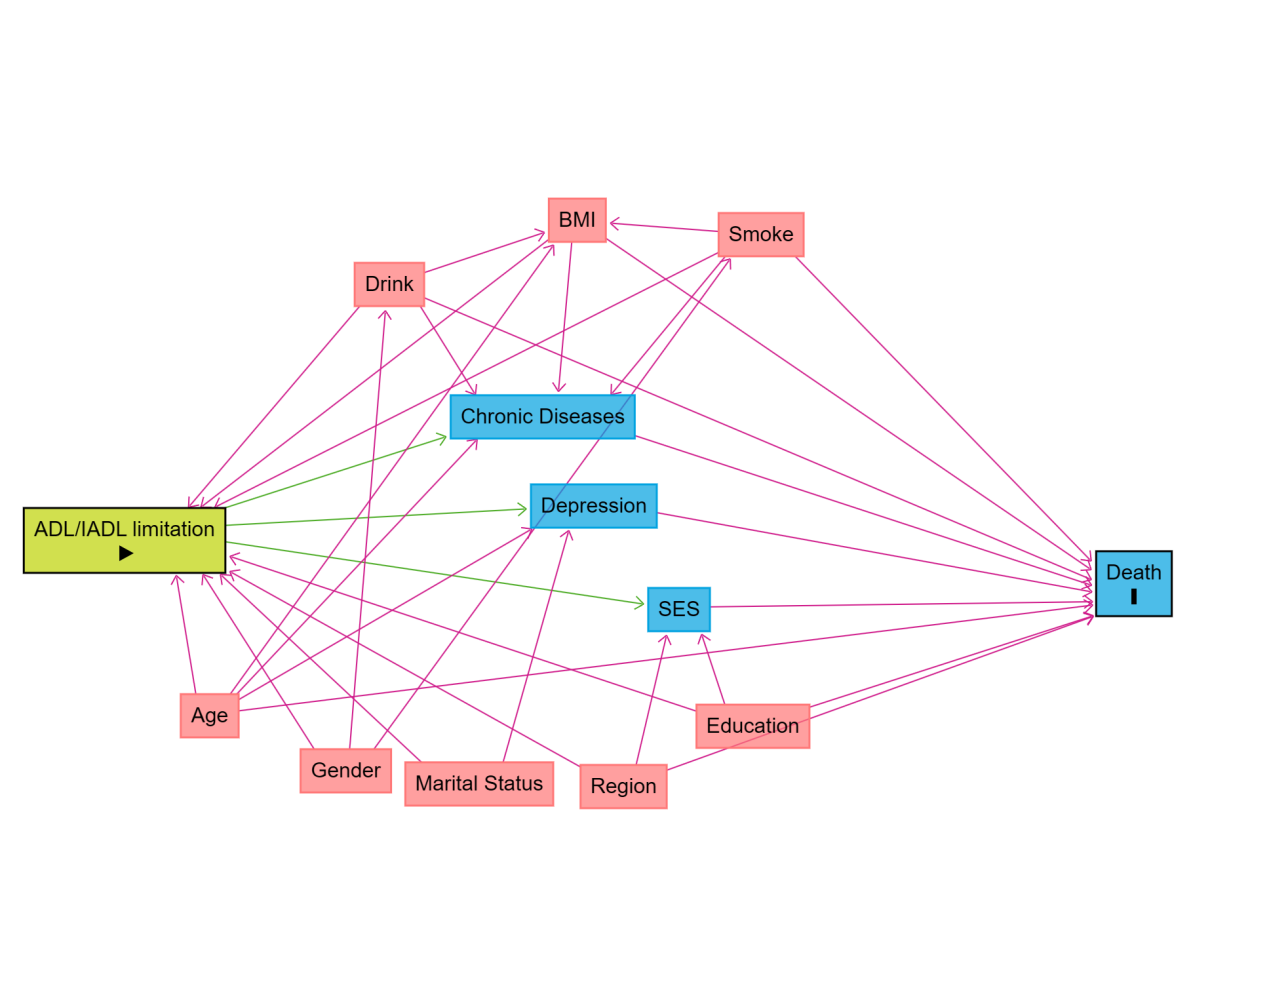 BMI
Smoke
Drink
Chronic Diseases
Depression
ADL/IADL limitation
Death
SES
Age
Education
Gender
Marital Status
Region